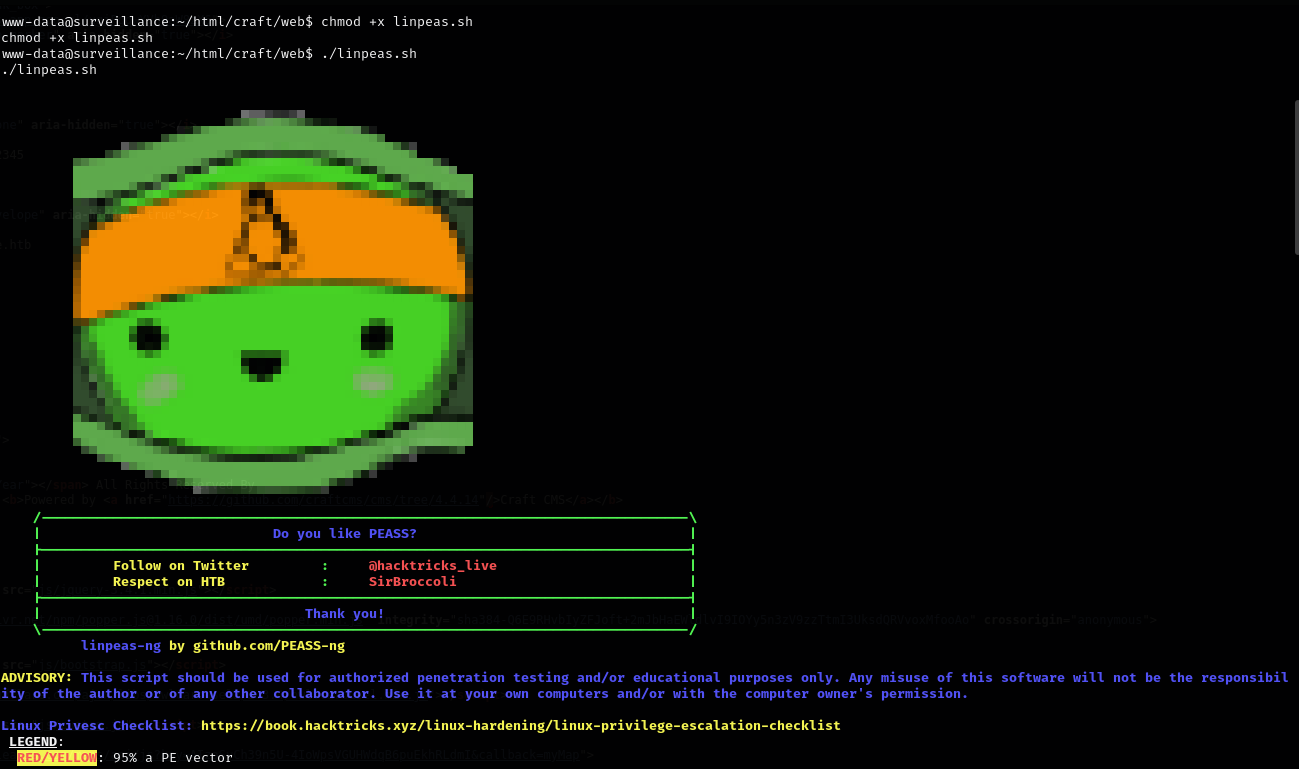 www-data@surveillance:~/html/craft/web$ chmod +x linpeas.sh
chmod +x linpeas.sh
www-data@surveillance:~/html/craft/web$ ./linpeas.sh
./linpeas.sh
Do you like PEASS?
Follow on Twitter : @hacktricks_live
Respect on HTB : SirBroccoli
Thank you!
linpeas-ng by github.com/PEASS-ng
ADVISORY: This script should be used for authorized penetration testing and/or educational purposes only. Any misuse of this software will not be the responsibil
ity of the author or of any other collaborator. Use it at your own computers and/or with the computer owner's permission.
Linux Privesc Checklist: https://book.hacktricks.xyz/linux-hardening/linux-privilege-escalation-checklist
LEGEND:
RED/YELLOW: 95% a PE vector